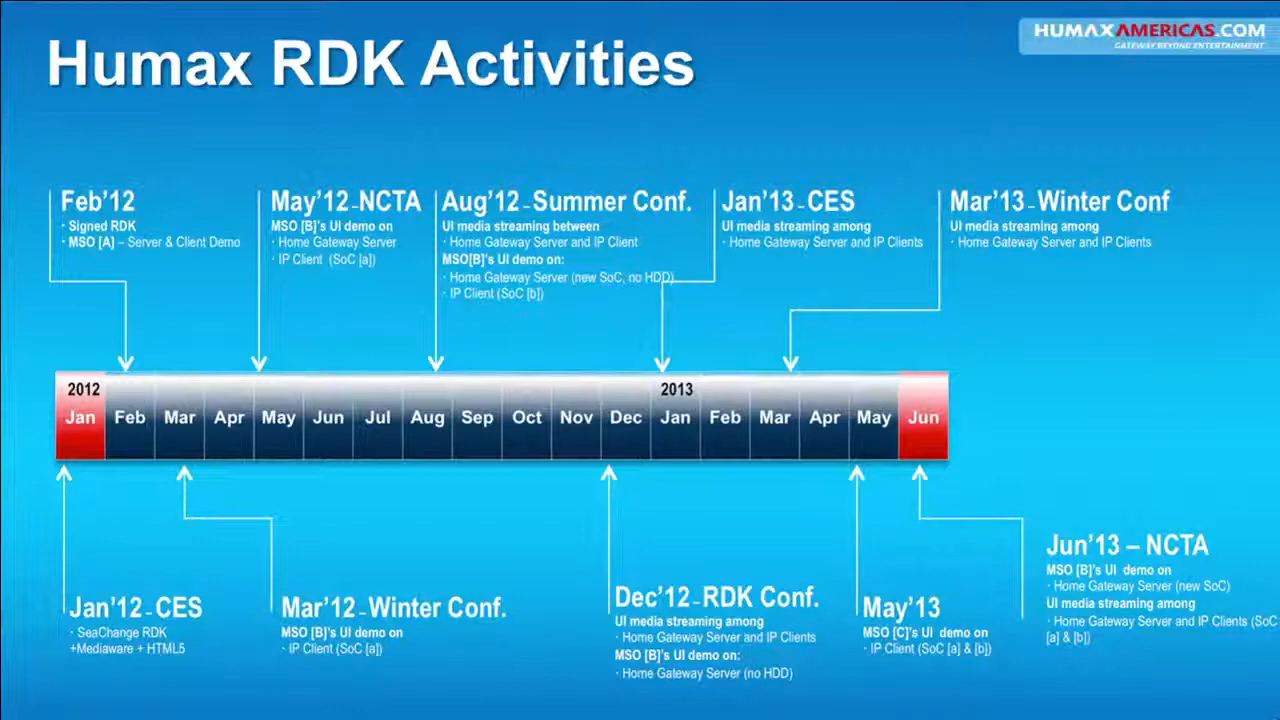 HUMAXAMERICAS.COM
GATEWAY BEYOND ENTERTAINMENT
Humax RDK Activities
Feb'12
· Signed RDK
· MSO [A] – Server & Client Demo
May'12-NCTA
MSO [B]'s UI demo on
· Home Gateway Server
· IP Client (SoC [a])
Aug'12-Summer Conf.
UI media streaming between
· Home Gateway Server and IP Client
MSO[B]'s UI demo on:
· Home Gateway Server (new SoC, no HDD)
· IP Client (SoC [b])
Jan'13-CES
UI media streaming among
· Home Gateway Server and IP Clients
Mar'13-Winter Conf
UI media streaming among
· Home Gateway Server and IP Clients
2012 2013
Jan Feb Mar Apr May Jun Jul Aug Sep Oct Nov Dec Jan Feb Mar Apr May Jun
Jan'12-CES
· SeaChange RDK
+Mediaware + HTML5
Mar'12-Winter Conf.
MSO [B]'s UI demo on
· IP Client (SoC [a])
Dec'12-RDK Conf.
UI media streaming among
· Home Gateway Server and IP Clients
MSO [B]'s UI demo on:
· Home Gateway Server (no HDD)
May'13
MSO [C]'s UI demo on
· IP Client (SoC [a] & [b])
Jun'13 – NCTA
MSO [B]'s UI demo on
· Home Gateway Server (new SoC)
UI media streaming among
· Home Gateway Server and IP Clients (SoC
[a] & [b])